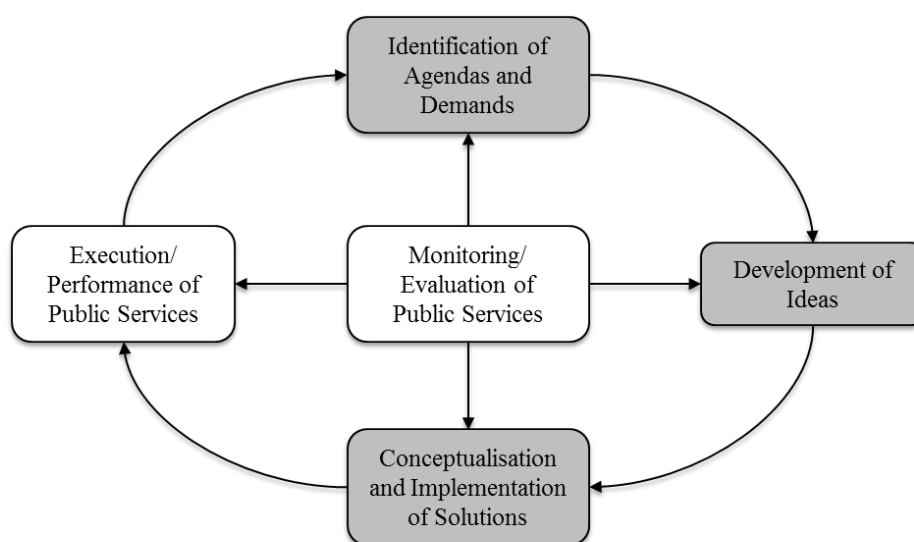 Identification of
Agendas and
Demands
Execution/
Performance of
Public Services
Monitoring/
Evaluation of
Public Services
Development of
Ideas
Conceptualisation
and Implementation
of Solutions